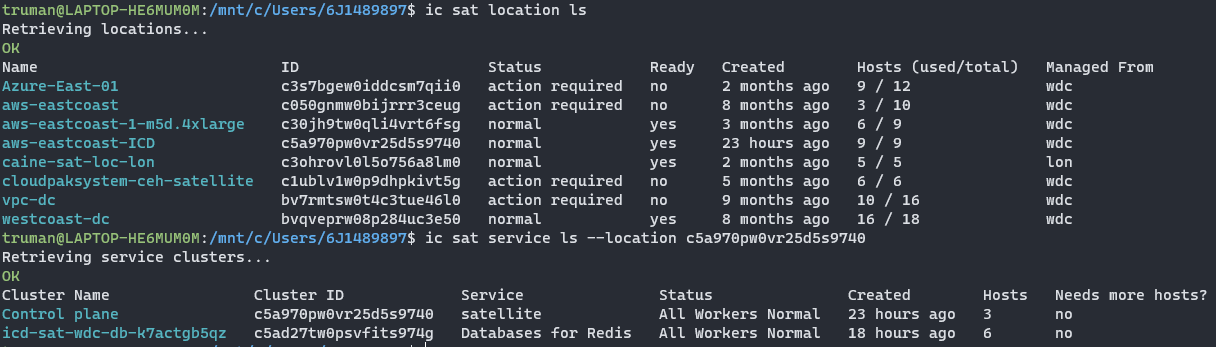 truman@LAPTOP-HE6MUM0M:/mnt/c/Users/6J1489897$ ic sat location ls
Retrieving locations...
OK
Name ID Status Ready Created Hosts (used/total) Managed From
Azure-East-01 c3s7bgew0iddcsm7qii0 action required no 2 months ago 9 / 12 wdc
aws-eastcoast c050gnmw0bijrrr3ceug action required no 8 months ago 3 / 10 wdc
aws-eastcoast-1-m5d.4xlarge c30jh9tw0qli4vrt6fsg normal yes 3 months ago 6 / 9 wdc
aws-eastcoast-ICD c5a970pw0vr25d5s9740 normal yes 23 hours ago 9 / 9 wdc
caine-sat-loc-lon c3ohrovl0l5o756a8lm0 normal yes 2 months ago 5 / 5 lon
cloudpaksystem-ceh-satellite c1ublv1w0p9dhpkivt5g action required no 5 months ago 6 / 6 wdc
vpc-dc bv7rmtsw0t4c3tue46l0 action required no 9 months ago 10 / 16 wdc
westcoast-dc bvqveprw08p284uc3e50 normal yes 8 months ago 16 / 18 wdc
truman@LAPTOP-HE6MUM0M:/mnt/c/Users/6J1489897$ ic sat service ls --location c5a970pw0vr25d5s9740
Retrieving service clusters...
OK
Cluster Name Cluster ID Service Status Created Hosts Needs more hosts?
Control plane c5a970pw0vr25d5s9740 satellite All Workers Normal 23 hours ago 3 no
icd-sat-wdc-db-k7actgb5qz c5ad27tw0psvfits974g Databases for Redis All Workers Normal 18 hours ago 6 no